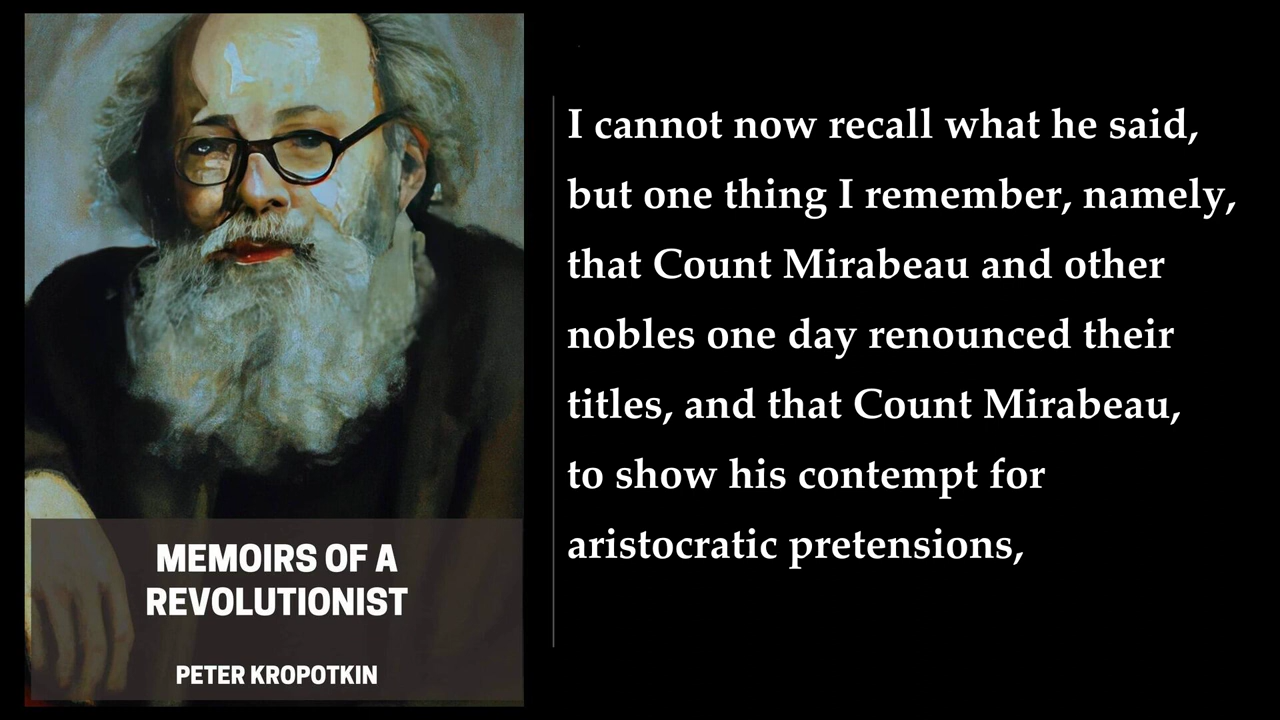 MEMOIRS OF A
REVOLUTIONIST
PETER KROPOTKIN
I cannot now recall what he said,
but one thing I remember, namely,
that Count Mirabeau and other
nobles one day renounced their
titles, and that Count Mirabeau,
to show his contempt for
aristocratic pretensions,